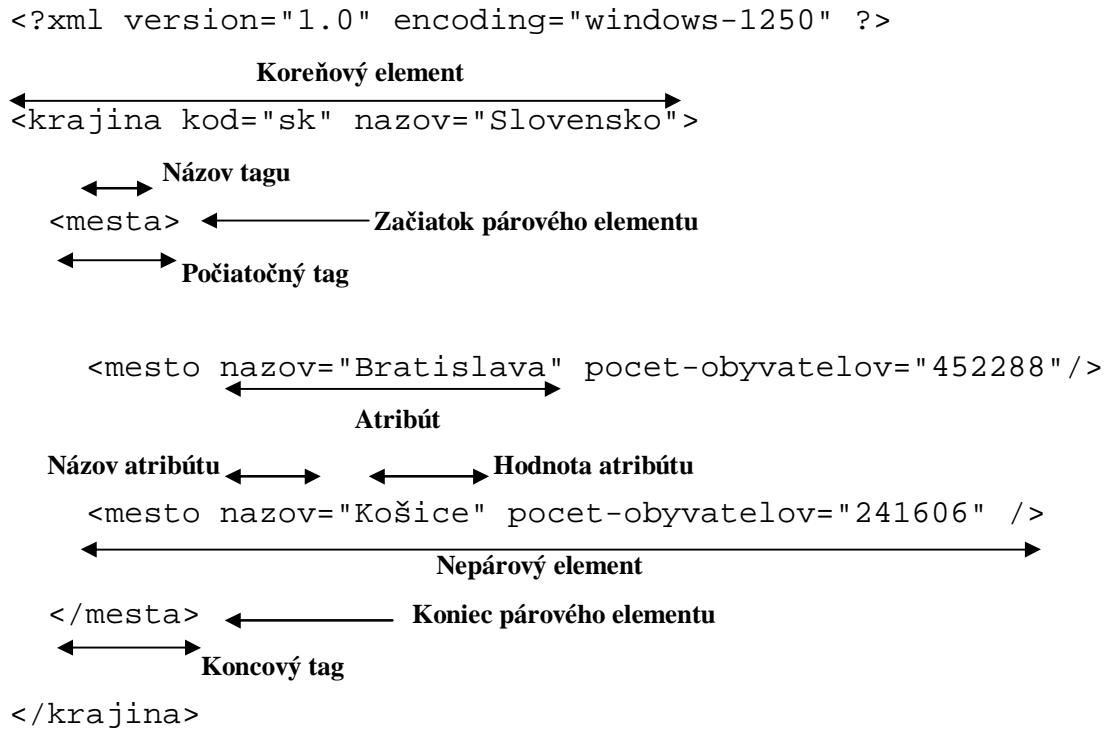 <?xml version="1.0" encoding="windows-1250" ?>
Koreňový element
<krajina kod="sk" nazov="Slovensko">
Názov tagu
<mesta>
Začiatok párového elementu
Počiatočný tag
<mesto nazov="Bratislava" pocet-obyvatelov="452288"/>
Atribút
Názov atribútu
Hodnota atribútu
<mesto nazov="Košice" pocet-obyvatelov="241606" />
Nepárový element
</mesta>
Koniec párového elementu
Koncový tag
</krajina>